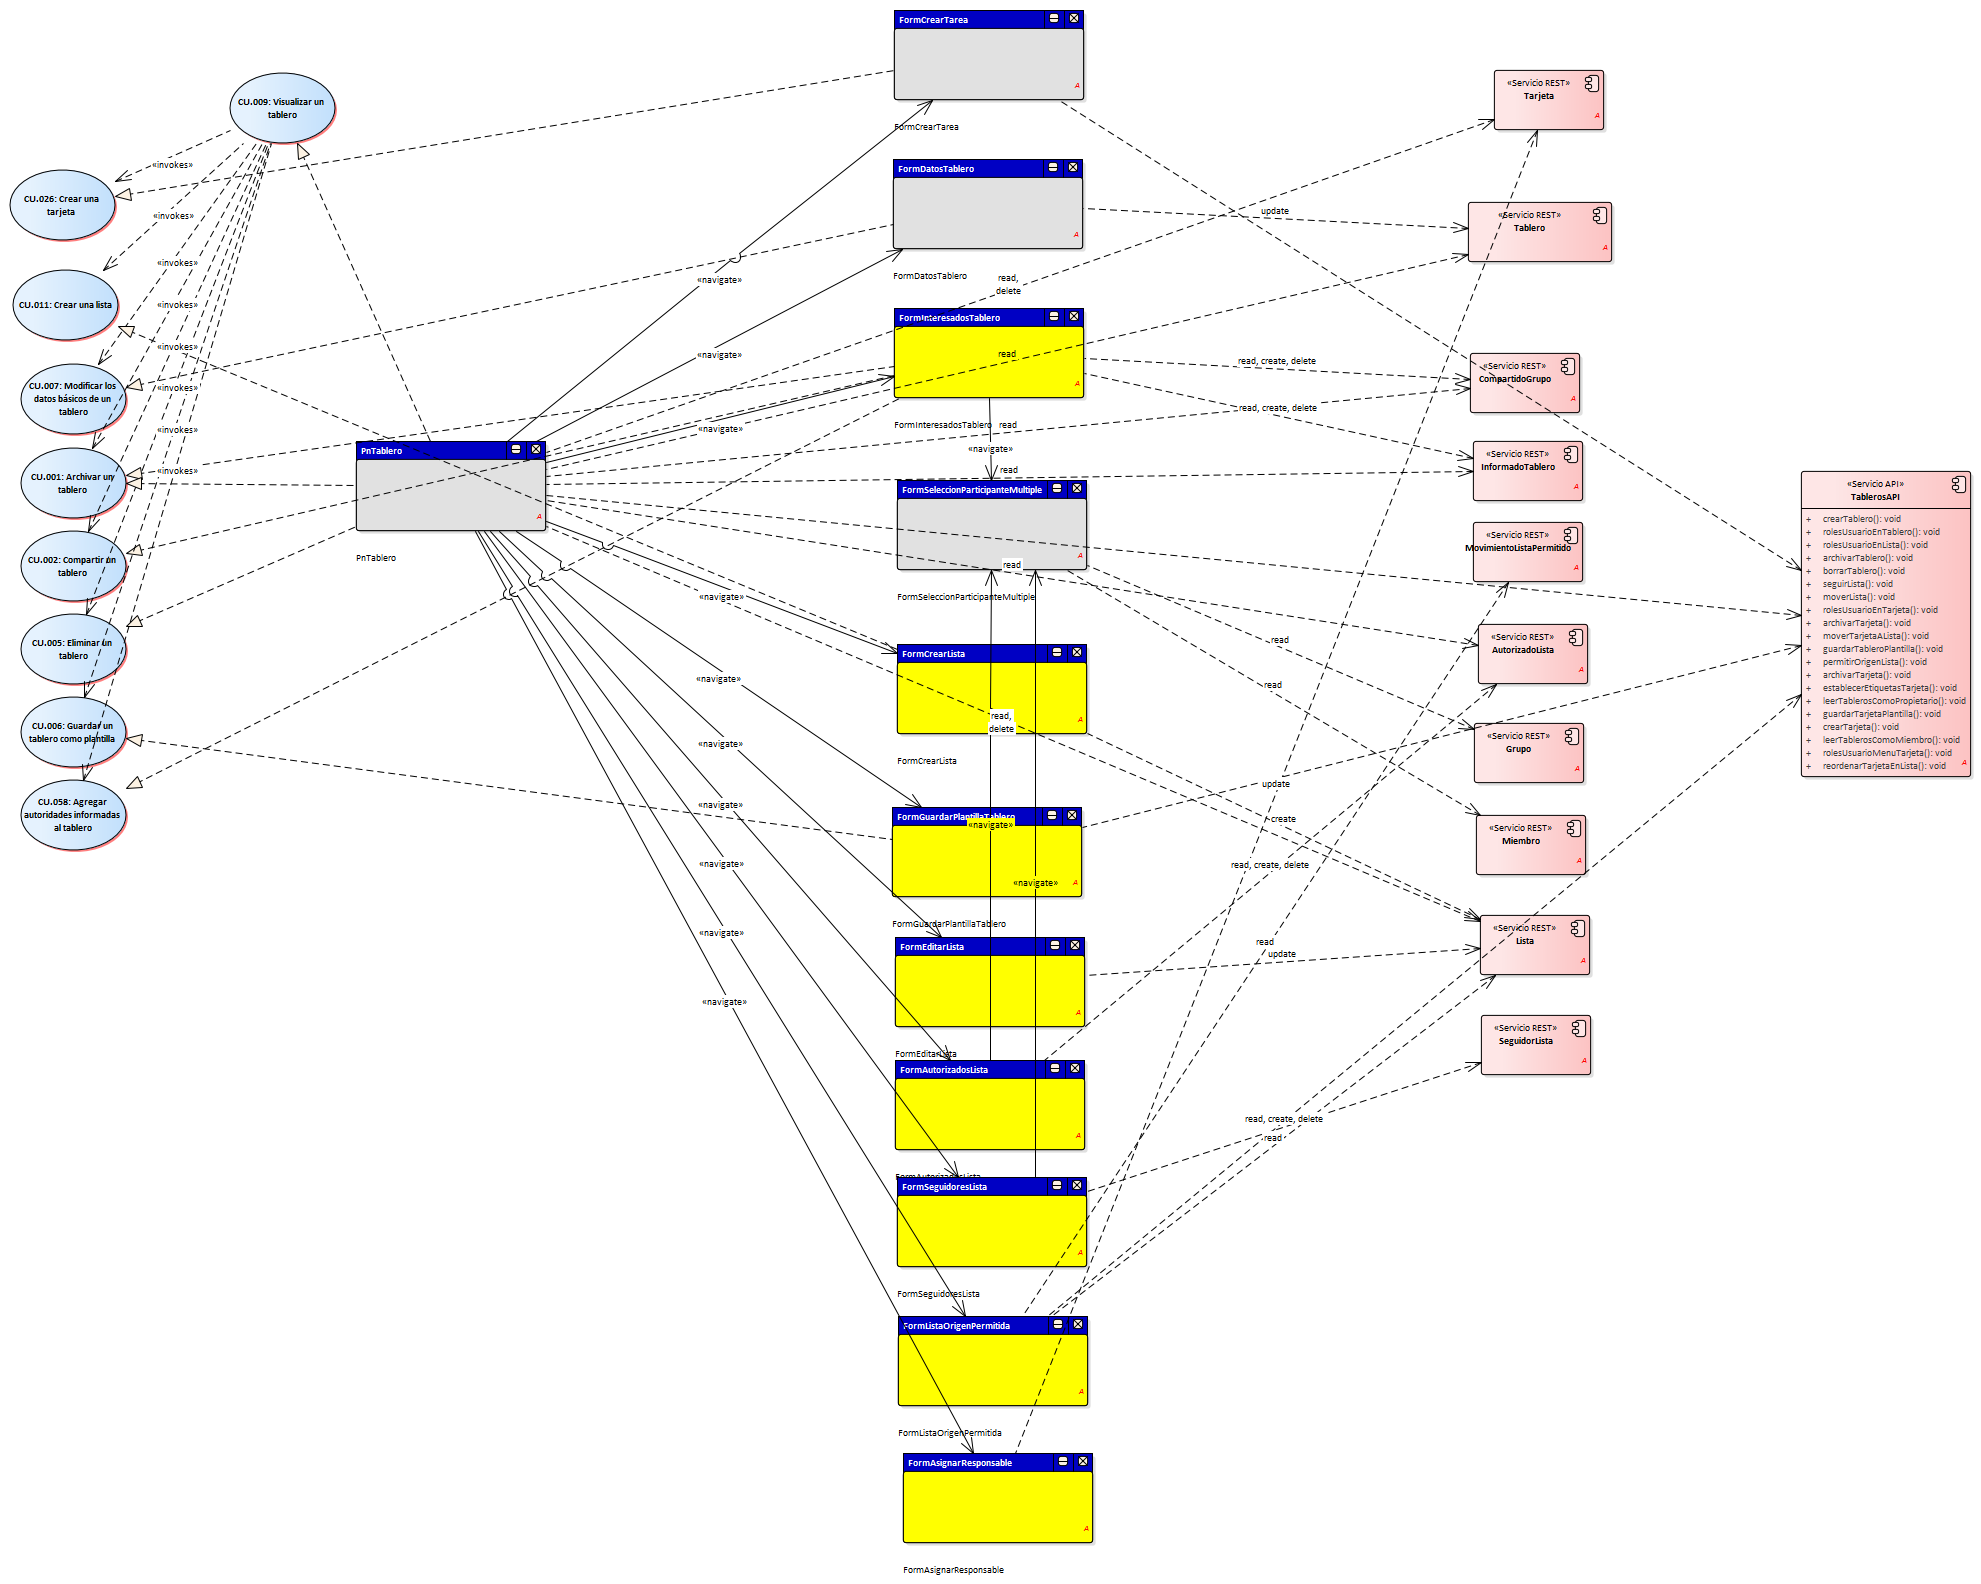 CU.009: Visualizar un
tablero
CU.026: Crear una
tarjeta
CU.011: Crear una lista
CU.007: Modificar los
datos básicos de un
tablero
CU.001: Archivar un
tablero
CU.002: Compartir un
tablero
CU.005: Eliminar un
tablero
CU.006: Guardar un
tablero como plantilla
CU.058: Agregar
autoridades informadas
al tablero
«invokes»
«invokes»
«invokes»
«invokes»
«invokes»
«invokes»
«invokes»
«invokes»
PnTablero
A
PnTablero
«navigate»
«navigate»
«navigate»
«navigate»
«navigate»
«navigate»
«navigate»
«navigate»
«navigate»
«navigate»
FormCrearTarea
A
FormCrearTarea
FormDatosTablero
A
FormDatosTablero
read,
delete
FormInteresadosTablero
read
A
FormInteresadosTablero
read
«navigate»
read
FormSeleccionParticipanteMultiple
A
read
FormSeleccionParticipanteMultiple
FormCrearLista
read,
delete
A
FormCrearLista
FormGuardarPlantillaTablero
«navigate»
«navigate»
A
FormGuardarPlantillaTablero
FormEditarLista
A
FormEditarLista
FormAutorizadosLista
A
FormAutorizadosLista
FormSeguidoresLista
A
FormSeguidoresLista
FormListaOrigenPermitida
A
FormListaOrigenPermitida
FormAsignarResponsable
A
FormAsignarResponsable
update
read, create, delete
read, create, delete
read
read
update
create
read, create, delete
read
update
read, create, delete
read
«Servicio REST»
Tarjeta
A
«Servicio REST»
Tablero
A
«Servicio REST»
CompartidoGrupo
A
«Servicio REST»
InformadoTablero
A
«Servicio REST»
MovimientoListaPermitido
A
«Servicio REST»
AutorizadoLista
A
«Servicio REST»
Grupo
A
«Servicio REST»
Miembro
A
«Servicio REST»
Lista
A
«Servicio REST»
SeguidorLista
A
«Servicio API»
TablerosAPI
+ crearTablero(): void
+ rolesUsuarioEnTablero(): void
+ rolesUsuarioEnLista(): void
+ archivarTablero(): void
+ borrarTablero(): void
+ seguirLista(): void
+ moverLista(): void
+ rolesUsuarioEnTarjeta(): void
+ archivarTarjeta(): void
+ moverTarjetaALista(): void
+ guardarTableroPlantilla(): void
+ permitirOrigenLista(): void
+ archivarTarjeta(): void
+ establecerEtiquetasTarjeta(): void
+ leerTablerosComoPropietario(): void
+ guardarTarjetaPlantilla(): void
+ crearTarjeta(): void
+ leerTablerosComoMiembro(): void
+ rolesUsuarioMenuTarjeta(): void
+ reordenarTarjetaEnLista(): void
A